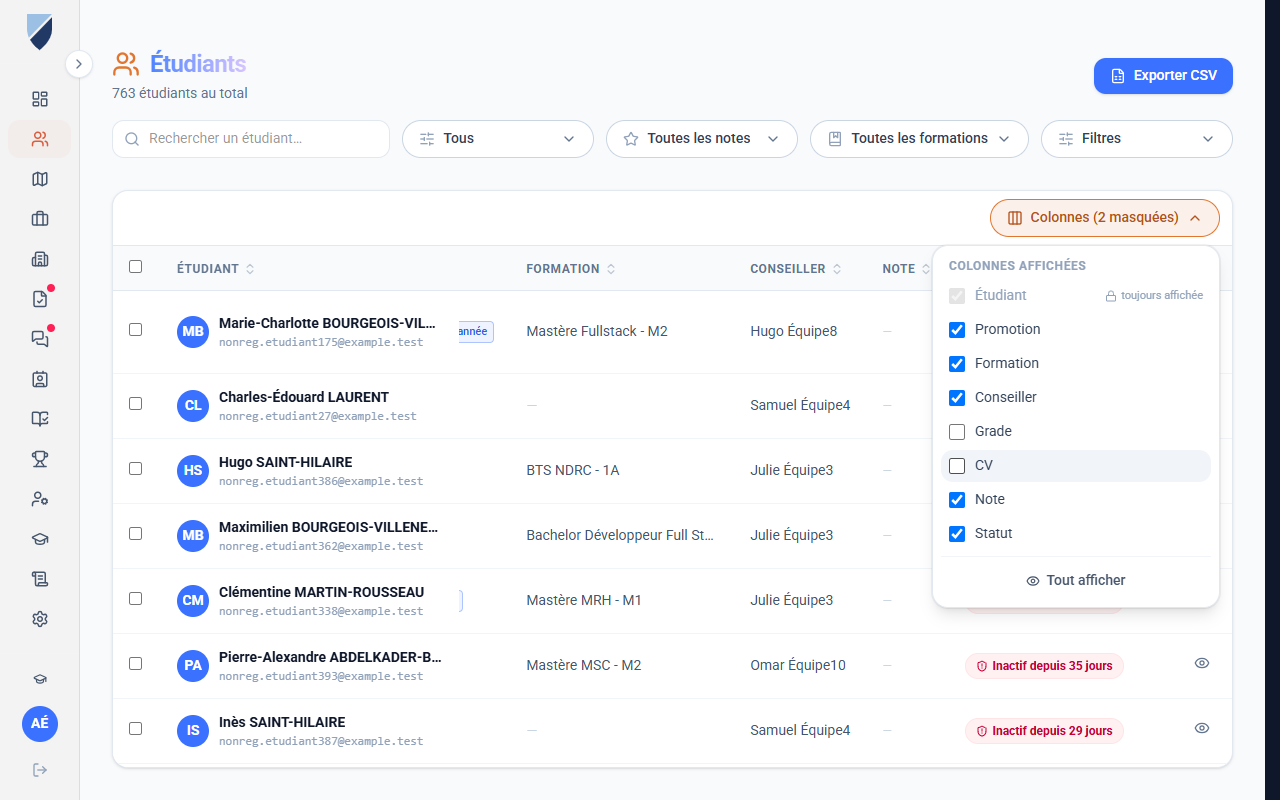 Étudiants
763 étudiants au total
Exporter CSV
Rechercher un étudiant...
Tous
Toutes les notes
Toutes les formations
Filtres
Colonnes (2 masquées)
ÉTUDIANT
FORMATION
CONSEILLER
NOTE
COLONNES AFFICHÉES
Étudiant
toujours affichée
Promotion
Formation
Conseiller
Grade
CV
Note
Statut
Tout afficher
MB
Marie-Charlotte BOURGEOIS-VIL...
nonreg.etudiant175@example.test
année
Mastère Fullstack - M2
Hugo Équipe8
—
CL
Charles-Édouard LAURENT
nonreg.etudiant27@example.test
—
Samuel Équipe4
—
HS
Hugo SAINT-HILAIRE
nonreg.etudiant386@example.test
BTS NDRC - 1A
Julie Équipe3
—
MB
Maximilien BOURGEOIS-VILLENE...
nonreg.etudiant362@example.test
Bachelor Développeur Full St...
Julie Équipe3
—
CM
Clémentine MARTIN-ROUSSEAU
nonreg.etudiant338@example.test
Mastère MRH - M1
Julie Équipe3
—
PA
Pierre-Alexandre ABDELKADER-B...
nonreg.etudiant393@example.test
Mastère MSC - M2
Omar Équipe10
—
Inactif depuis 35 jours
IS
Inès SAINT-HILAIRE
nonreg.etudiant387@example.test
—
Samuel Équipe4
—
Inactif depuis 29 jours
AÉ